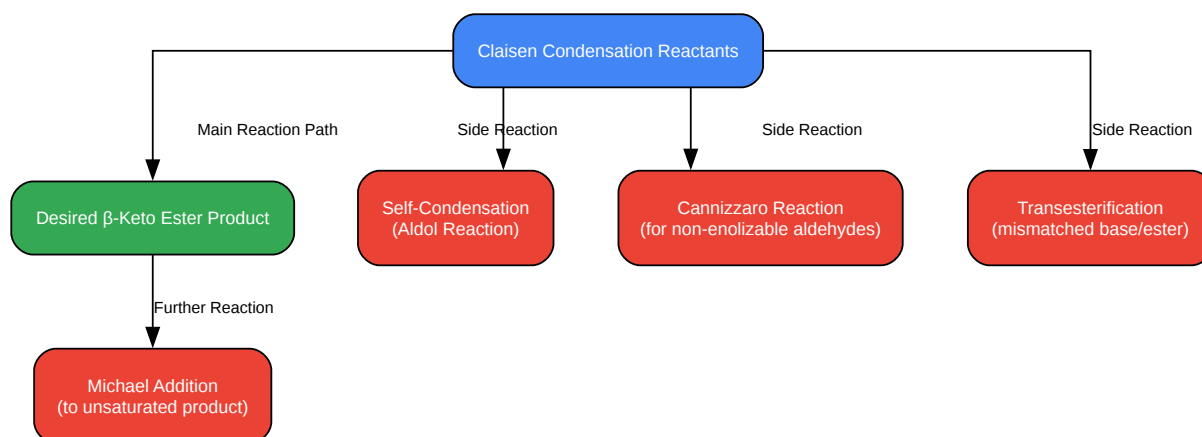 Claisen Condensation Reactants
Main Reaction Path
Side Reaction
Side Reaction
Side Reaction
Desired β-Keto Ester Product
Self-Condensation
(Aldol Reaction)
Cannizzaro Reaction
(for non-enolizable aldehydes)
Transesterification
(mismatched base/ester)
Further Reaction
Michael Addition
(to unsaturated product)